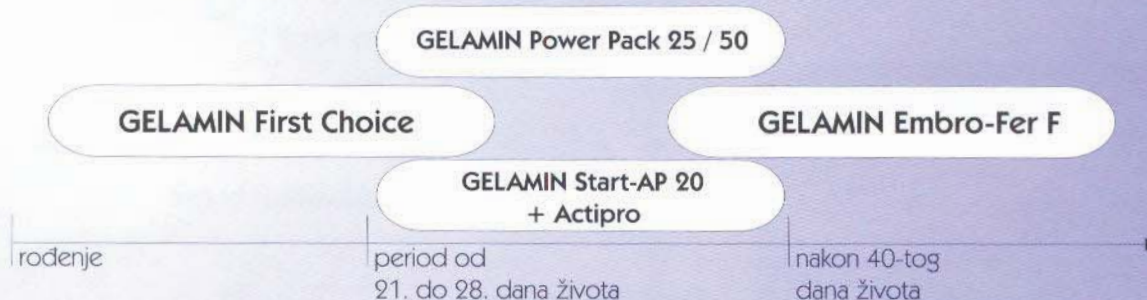 GELAMIN Power Pack 25 / 50
GELAMIN First Choice
GELAMIN Embro-Fer F
GELAMIN Start-AP 20
+ Actipro
rođenje
period od
21. do 28. dana života
nakon 40-tog
dana života